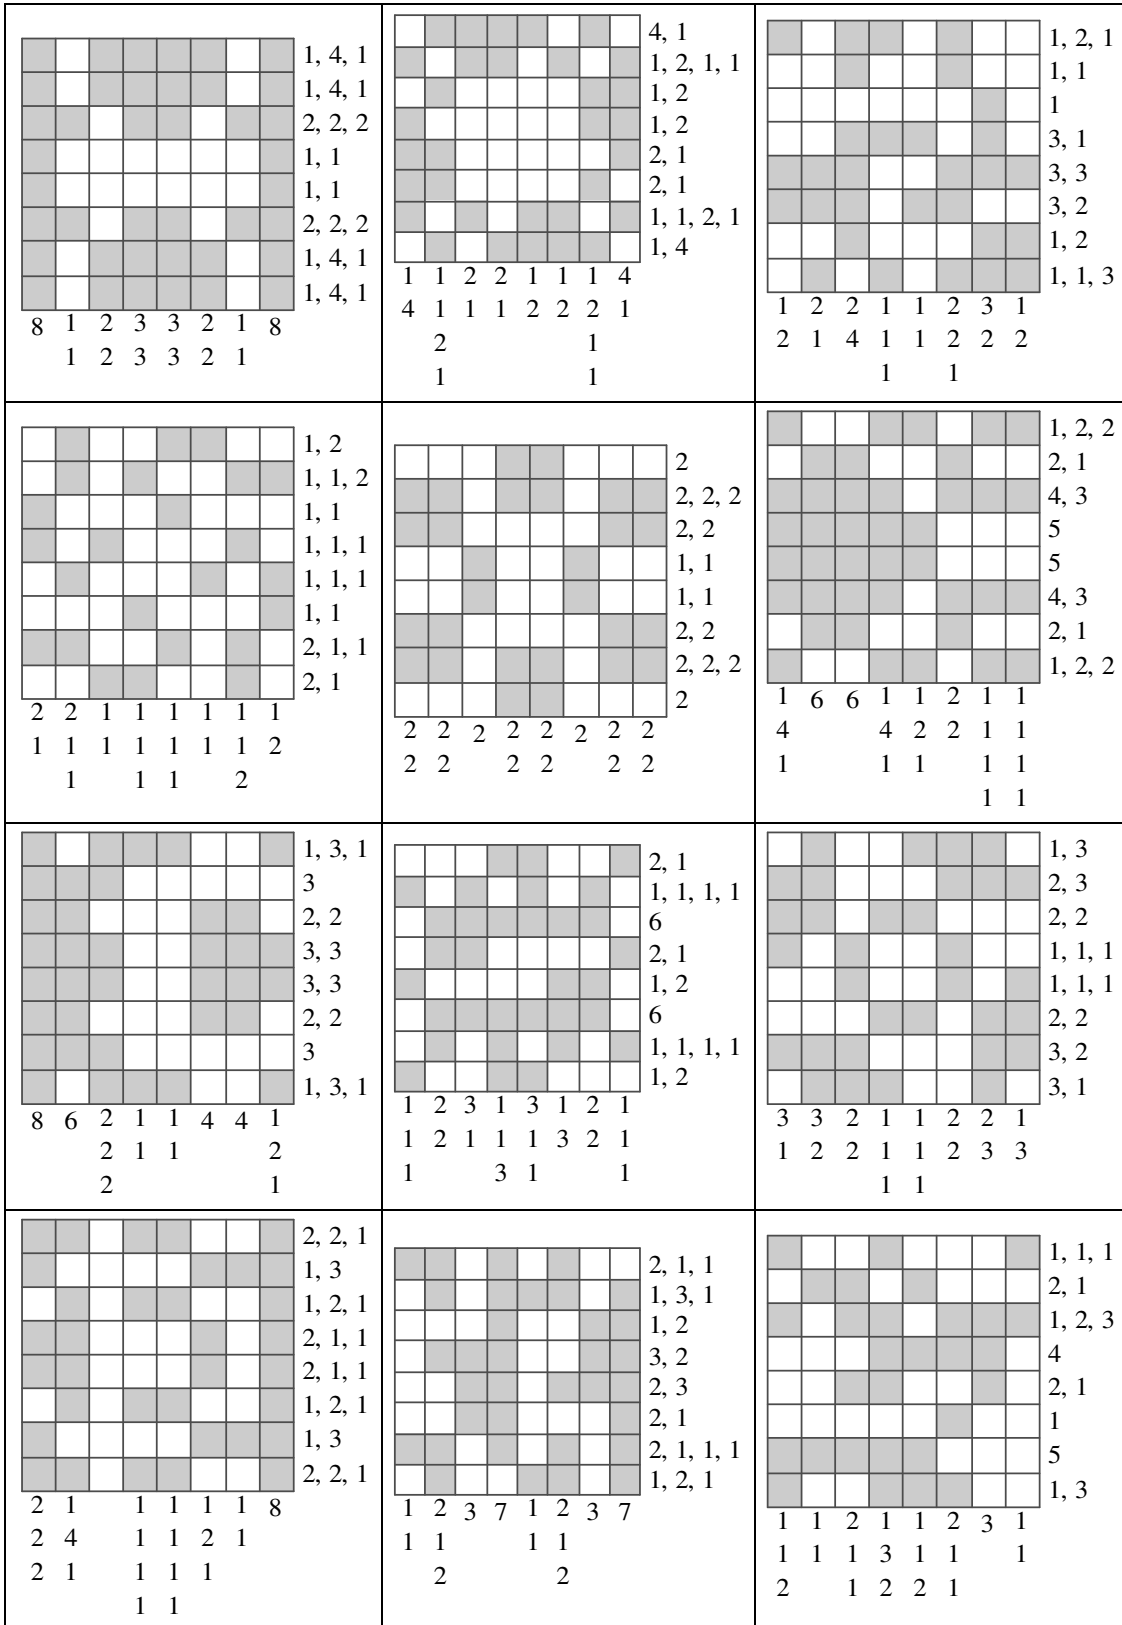 1, 4, 1
1, 4, 1
2, 2, 2
1, 1
1, 1
2, 2, 2
1, 4, 1
1, 4, 1
8 1 2 3 3 2 1 8
1 2 3 3 2 1
4, 1
1, 2, 1, 1
1, 2
1, 2
2, 1
2, 1
1, 1, 2, 1
1, 4
1 1 2 2 1 1 1 4
4 1 1 1 2 2 2 1
2 1
1 1
1, 2, 1
1, 1
1
3, 1
3, 3
3, 2
1, 2
1, 1, 3
1 2 2 1 1 2 3 1
2 1 4 1 1 2 2 2
1 1
1, 2
1, 1, 2
1, 1
1, 1, 1
1, 1, 1
1, 1
2, 1, 1
2, 1
2 2 1 1 1 1 1 1
1 1 1 1 1 1 1 2
1 1 1 2
2
2, 2, 2
2, 2
1, 1
1, 1
2, 2
2, 2, 2
2
2 2 2 2 2 2 2 2
2 2 2 2 2 2
1, 2, 2
2, 1
4, 3
5
5
4, 3
2, 1
1, 2, 2
1 6 6 1 1 2 1 1
4 4 2 2 1 1
1 1 1 1 1
1 1
1, 3, 1
3
2, 2
3, 3
3, 3
2, 2
3
1, 3, 1
8 6 2 1 1 4 4 1
2 1 1 2
2 1
2, 1
1, 1, 1, 1
6
2, 1
1, 2
6
1, 1, 1, 1
1, 2
1 2 3 1 3 1 2 1
1 2 1 1 1 3 2 1
1 3 1 1
1, 3
2, 3
2, 2
1, 1, 1
1, 1, 1
2, 2
3, 2
3, 1
3 3 2 1 1 2 2 1
1 2 2 1 1 2 3 3
1 1
2, 2, 1
1, 3
1, 2, 1
2, 1, 1
2, 1, 1
1, 2, 1
1, 3
2, 2, 1
2 1 1 1 1 1 8
2 4 1 1 2 1
2 1 1 1 1
1 1
2, 1, 1
1, 3, 1
1, 2
3, 2
2, 3
2, 1
2, 1, 1, 1
1, 2, 1
1 2 3 7 1 2 3 7
1 1 1 1
2 2
1, 1, 1
2, 1
1, 2, 3
4
2, 1
1
5
1, 3
1 1 2 1 1 2 3 1
1 1 1 3 1 1 1
2 1 2 2 1